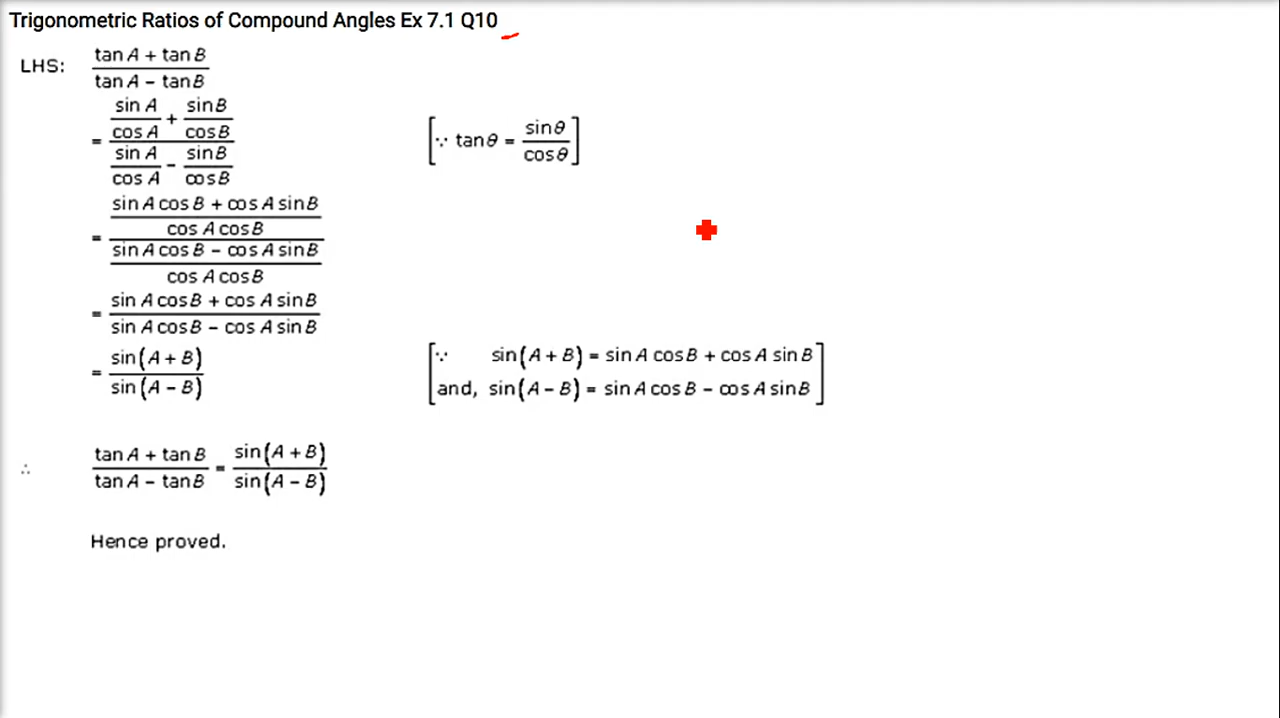 Trigonometric Ratios of Compound Angles Ex 7.1 Q10
LHS: (tan A + tan B)/(tan A − tan B)
= (sin A/cos A + sin B/cos B)/(sin A/cos A − sin B/cos B) [∵ tan θ = sin θ/cos θ]
= ((sin A cos B + cos A sin B)/(cos A cos B))/((sin A cos B − cos A sin B)/(cos A cos B))
= (sin A cos B + cos A sin B)/(sin A cos B − cos A sin B)
= sin(A + B)/sin(A − B) [∵ sin(A + B) = sin A cos B + cos A sin B
and, sin(A − B) = sin A cos B − cos A sin B]
∴ (tan A + tan B)/(tan A − tan B) = sin(A + B)/sin(A − B)
Hence proved.